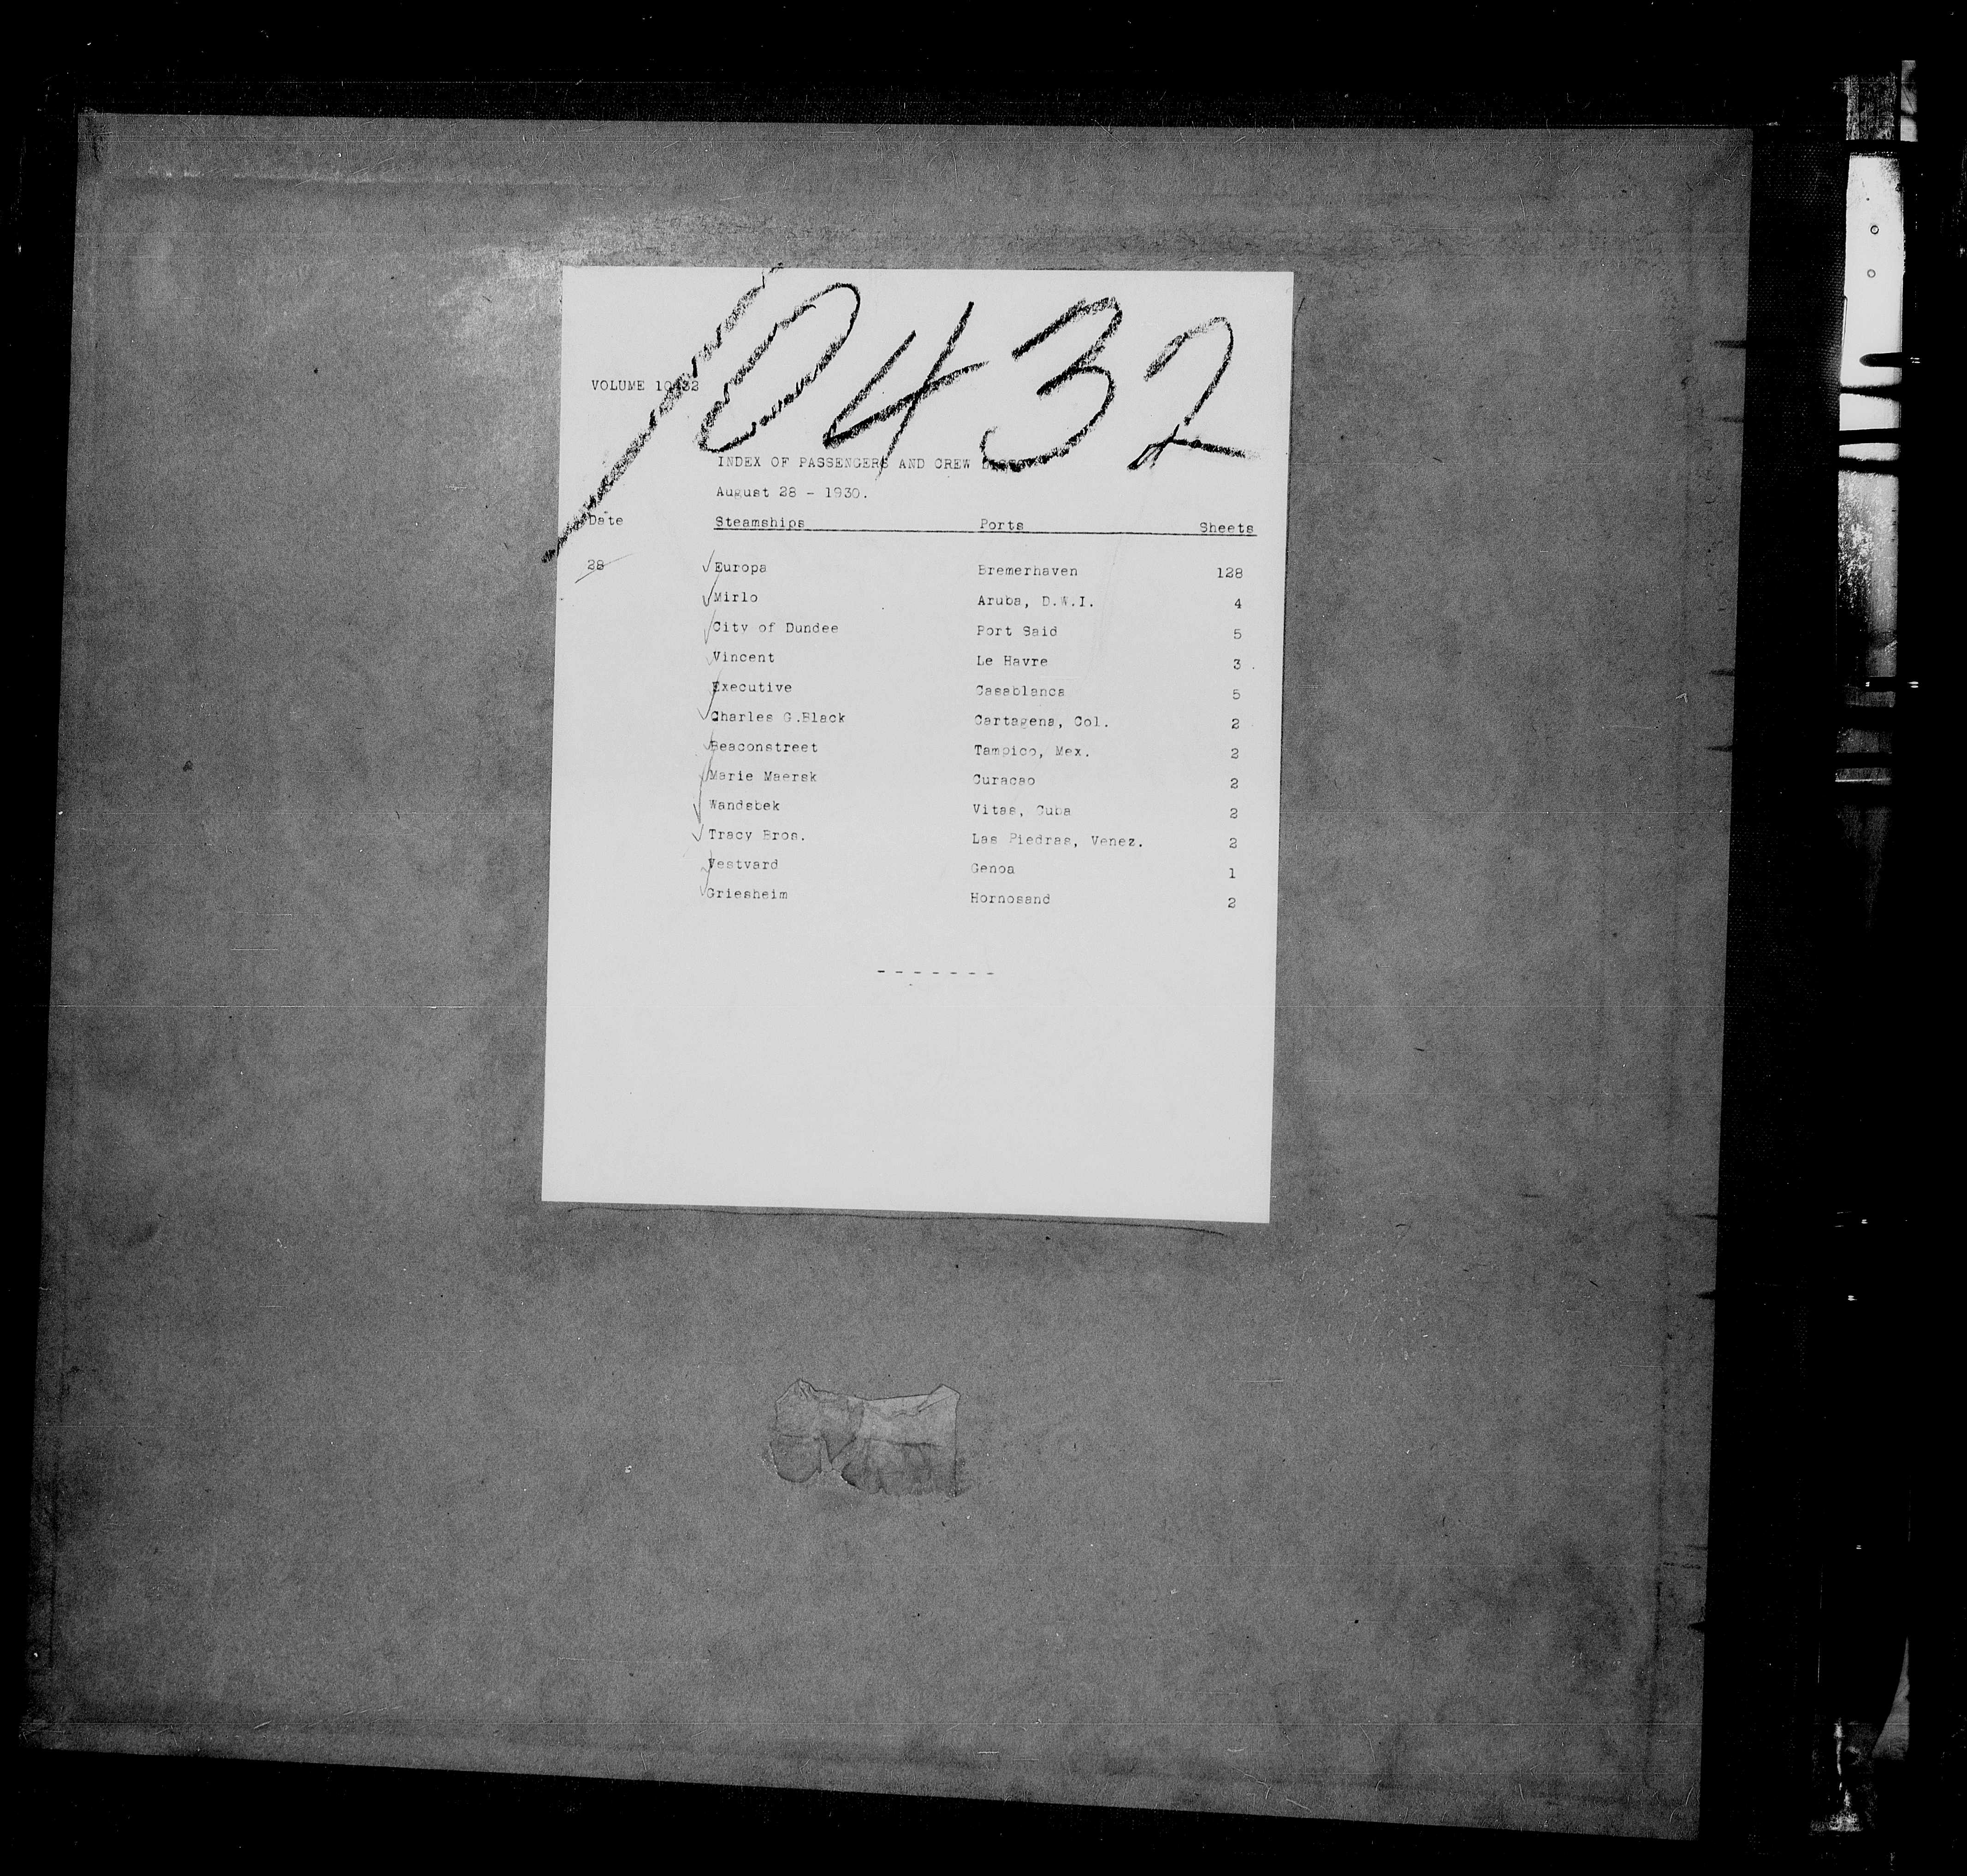 10432
VOLUME 10432
INDEX OF PASSENGERS AND CREW
August 28 - 1930.
Date Steamships Ports Sheets
28 Europa Bremerhaven 128
Mirlo Aruba, D.W.I. 4
City of Dundee Port Said 5
Vincent Le Havre 3
Executive Casablanca 5
Charles G.Black Cartagena, Col. 2
Beaconstreet Tampico, Mex. 2
Marie Maersk Curacao 2
Wandsbek Vitas, Cuba 2
Tracy Bros. Las Piedras, Venez. 2
Vestvard Genoa 1
Griesheim Hornosand 2
- - - - - - -